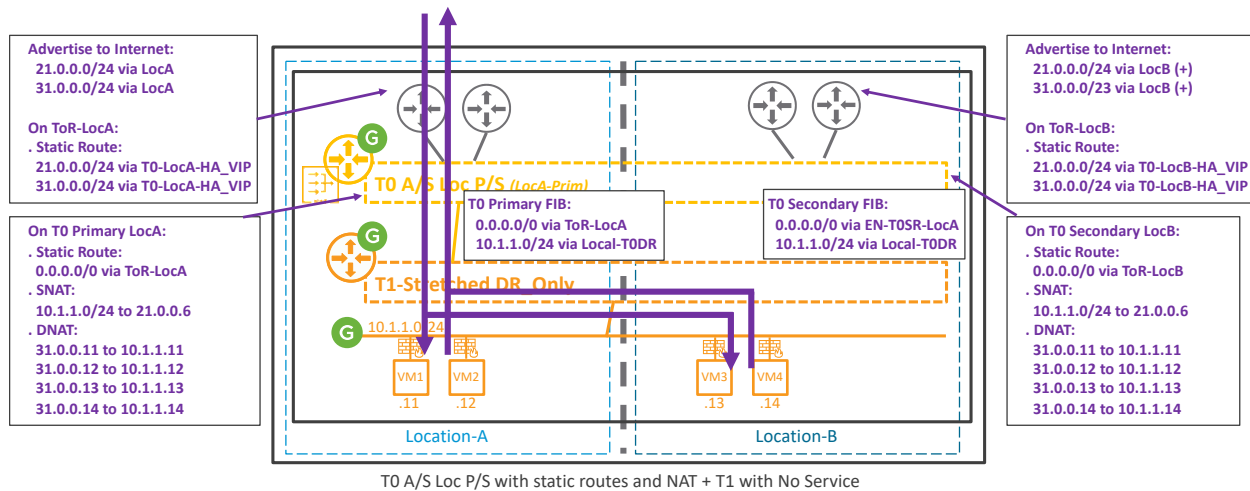 Advertise to Internet:
21.0.0.0/24 via LocA
31.0.0.0/24 via LocA
On ToR-LocA:
. Static Route:
21.0.0.0/24 via T0-LocA-HA_VIP
31.0.0.0/24 via T0-LocA-HA_VIP
On T0 Primary LocA:
. Static Route:
0.0.0.0/0 via ToR-LocA
. SNAT:
10.1.1.0/24 to 21.0.0.6
. DNAT:
31.0.0.11 to 10.1.1.11
31.0.0.12 to 10.1.1.12
31.0.0.13 to 10.1.1.13
31.0.0.14 to 10.1.1.14
G
T0 A/S Loc P/S (LocA-Prim)
T0 Primary FIB:
0.0.0.0/0 via ToR-LocA
10.1.1.0/24 via Local-T0DR
T0 Secondary FIB:
0.0.0.0/0 via EN-T0SR-LocA
10.1.1.0/24 via Local-T0DR
G
T1-Stretched DR Only
G
10.1.1.0/24
VM1
VM2
VM3
VM4
.11
.12
.13
.14
Location-A
Location-B
Advertise to Internet:
21.0.0.0/24 via LocB (+)
31.0.0.0/23 via LocB (+)
On ToR-LocB:
. Static Route:
21.0.0.0/24 via T0-LocB-HA_VIP
31.0.0.0/24 via T0-LocB-HA_VIP
On T0 Secondary LocB:
. Static Route:
0.0.0.0/0 via ToR-LocB
. SNAT:
10.1.1.0/24 to 21.0.0.6
. DNAT:
31.0.0.11 to 10.1.1.11
31.0.0.12 to 10.1.1.12
31.0.0.13 to 10.1.1.13
31.0.0.14 to 10.1.1.14
T0 A/S Loc P/S with static routes and NAT + T1 with No Service